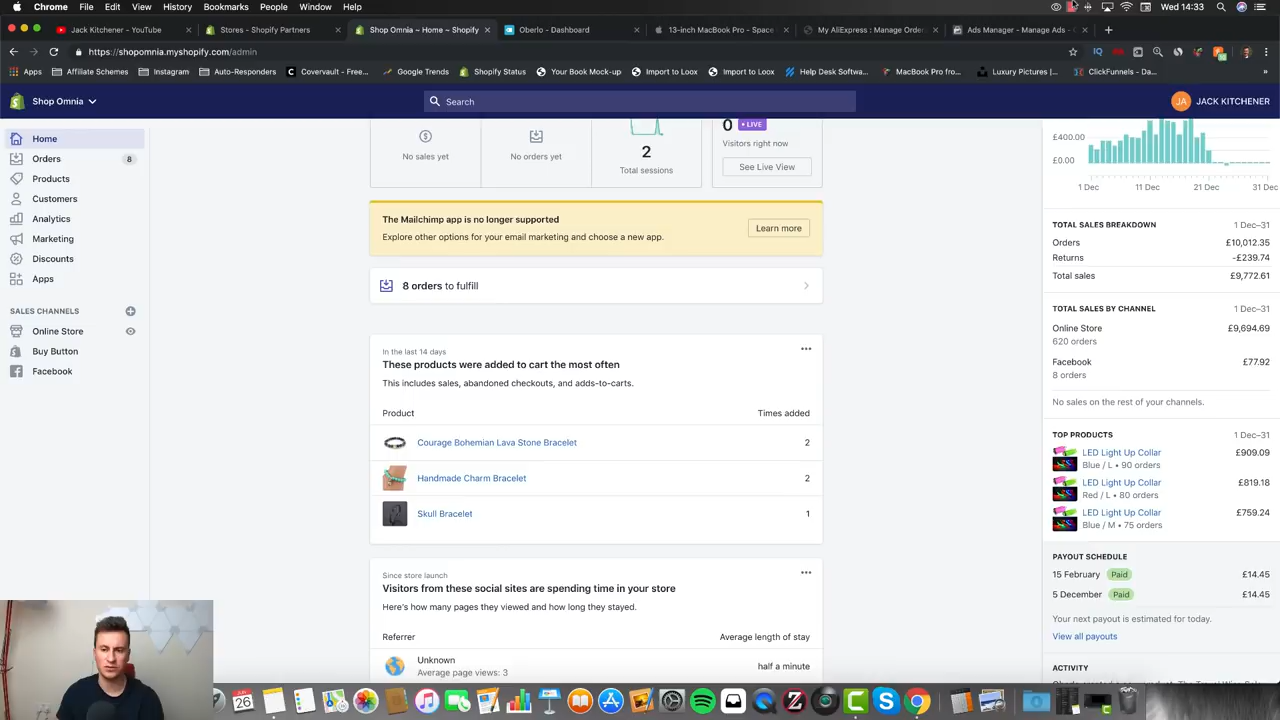 Chrome File Edit View History Bookmarks People Window Help
Wed 14:33
Jack Kitchener - YouTube
Stores - Shopify Partners
Shop Omnia ~ Home ~ Shopify
Oberlo - Dashboard
13-inch MacBook Pro - Space
My AliExpress : Manage Order
Ads Manager - Manage Ads - C
https://shopomnia.myshopify.com/admin
Apps
Affiliate Schemes
Instagram
Auto-Responders
Covervault - Free...
Google Trends
Shopify Status
Your Book Mock-up
Import to Loox
Import to Loox
Help Desk Softwa...
MacBook Pro from...
Luxury Pictures |...
ClickFunnels - Da...
Shop Omnia
Search
JA
JACK KITCHENER
Home
Orders 8
Products
Customers
Analytics
Marketing
Discounts
Apps
SALES CHANNELS
Online Store
Buy Button
Facebook
No sales yet
No orders yet
2
Total sessions
0 LIVE
Visitors right now
See Live View
The Mailchimp app is no longer supported
Explore other options for your email marketing and choose a new app.
Learn more
8 orders to fulfill
In the last 14 days
These products were added to cart the most often
This includes sales, abandoned checkouts, and adds-to-carts.
Product Times added
Courage Bohemian Lava Stone Bracelet 2
Handmade Charm Bracelet 2
Skull Bracelet 1
Since store launch
Visitors from these social sites are spending time in your store
Here's how many pages they viewed and how long they stayed.
Referrer Average length of stay
Unknown
Average page views: 3
half a minute
£400.00
£0.00
1 Dec 11 Dec 21 Dec 31 Dec
TOTAL SALES BREAKDOWN 1 Dec–31
Orders £10,012.35
Returns -£239.74
Total sales £9,772.61
TOTAL SALES BY CHANNEL 1 Dec–31
Online Store £9,694.69
620 orders
Facebook £77.92
8 orders
No sales on the rest of your channels.
TOP PRODUCTS 1 Dec–31
LED Light Up Collar £909.09
Blue / L • 90 orders
LED Light Up Collar £819.18
Red / L • 80 orders
LED Light Up Collar £759.24
Blue / M • 75 orders
PAYOUT SCHEDULE
15 February Paid £14.45
5 December Paid £14.45
Your next payout is estimated for today.
View all payouts
ACTIVITY
26